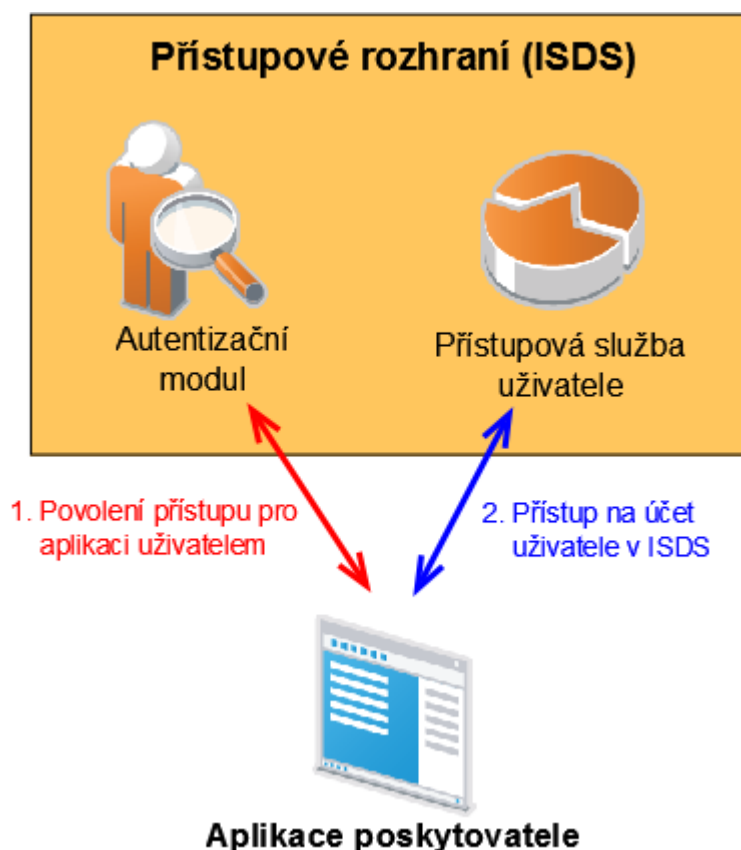 Přístupové rozhraní (ISDS)
Autentizační
modul
Přístupová služba
uživatele
1. Povolení přístupu pro
aplikaci uživatelem
2. Přístup na účet
uživatele v ISDS
Aplikace poskytovatele